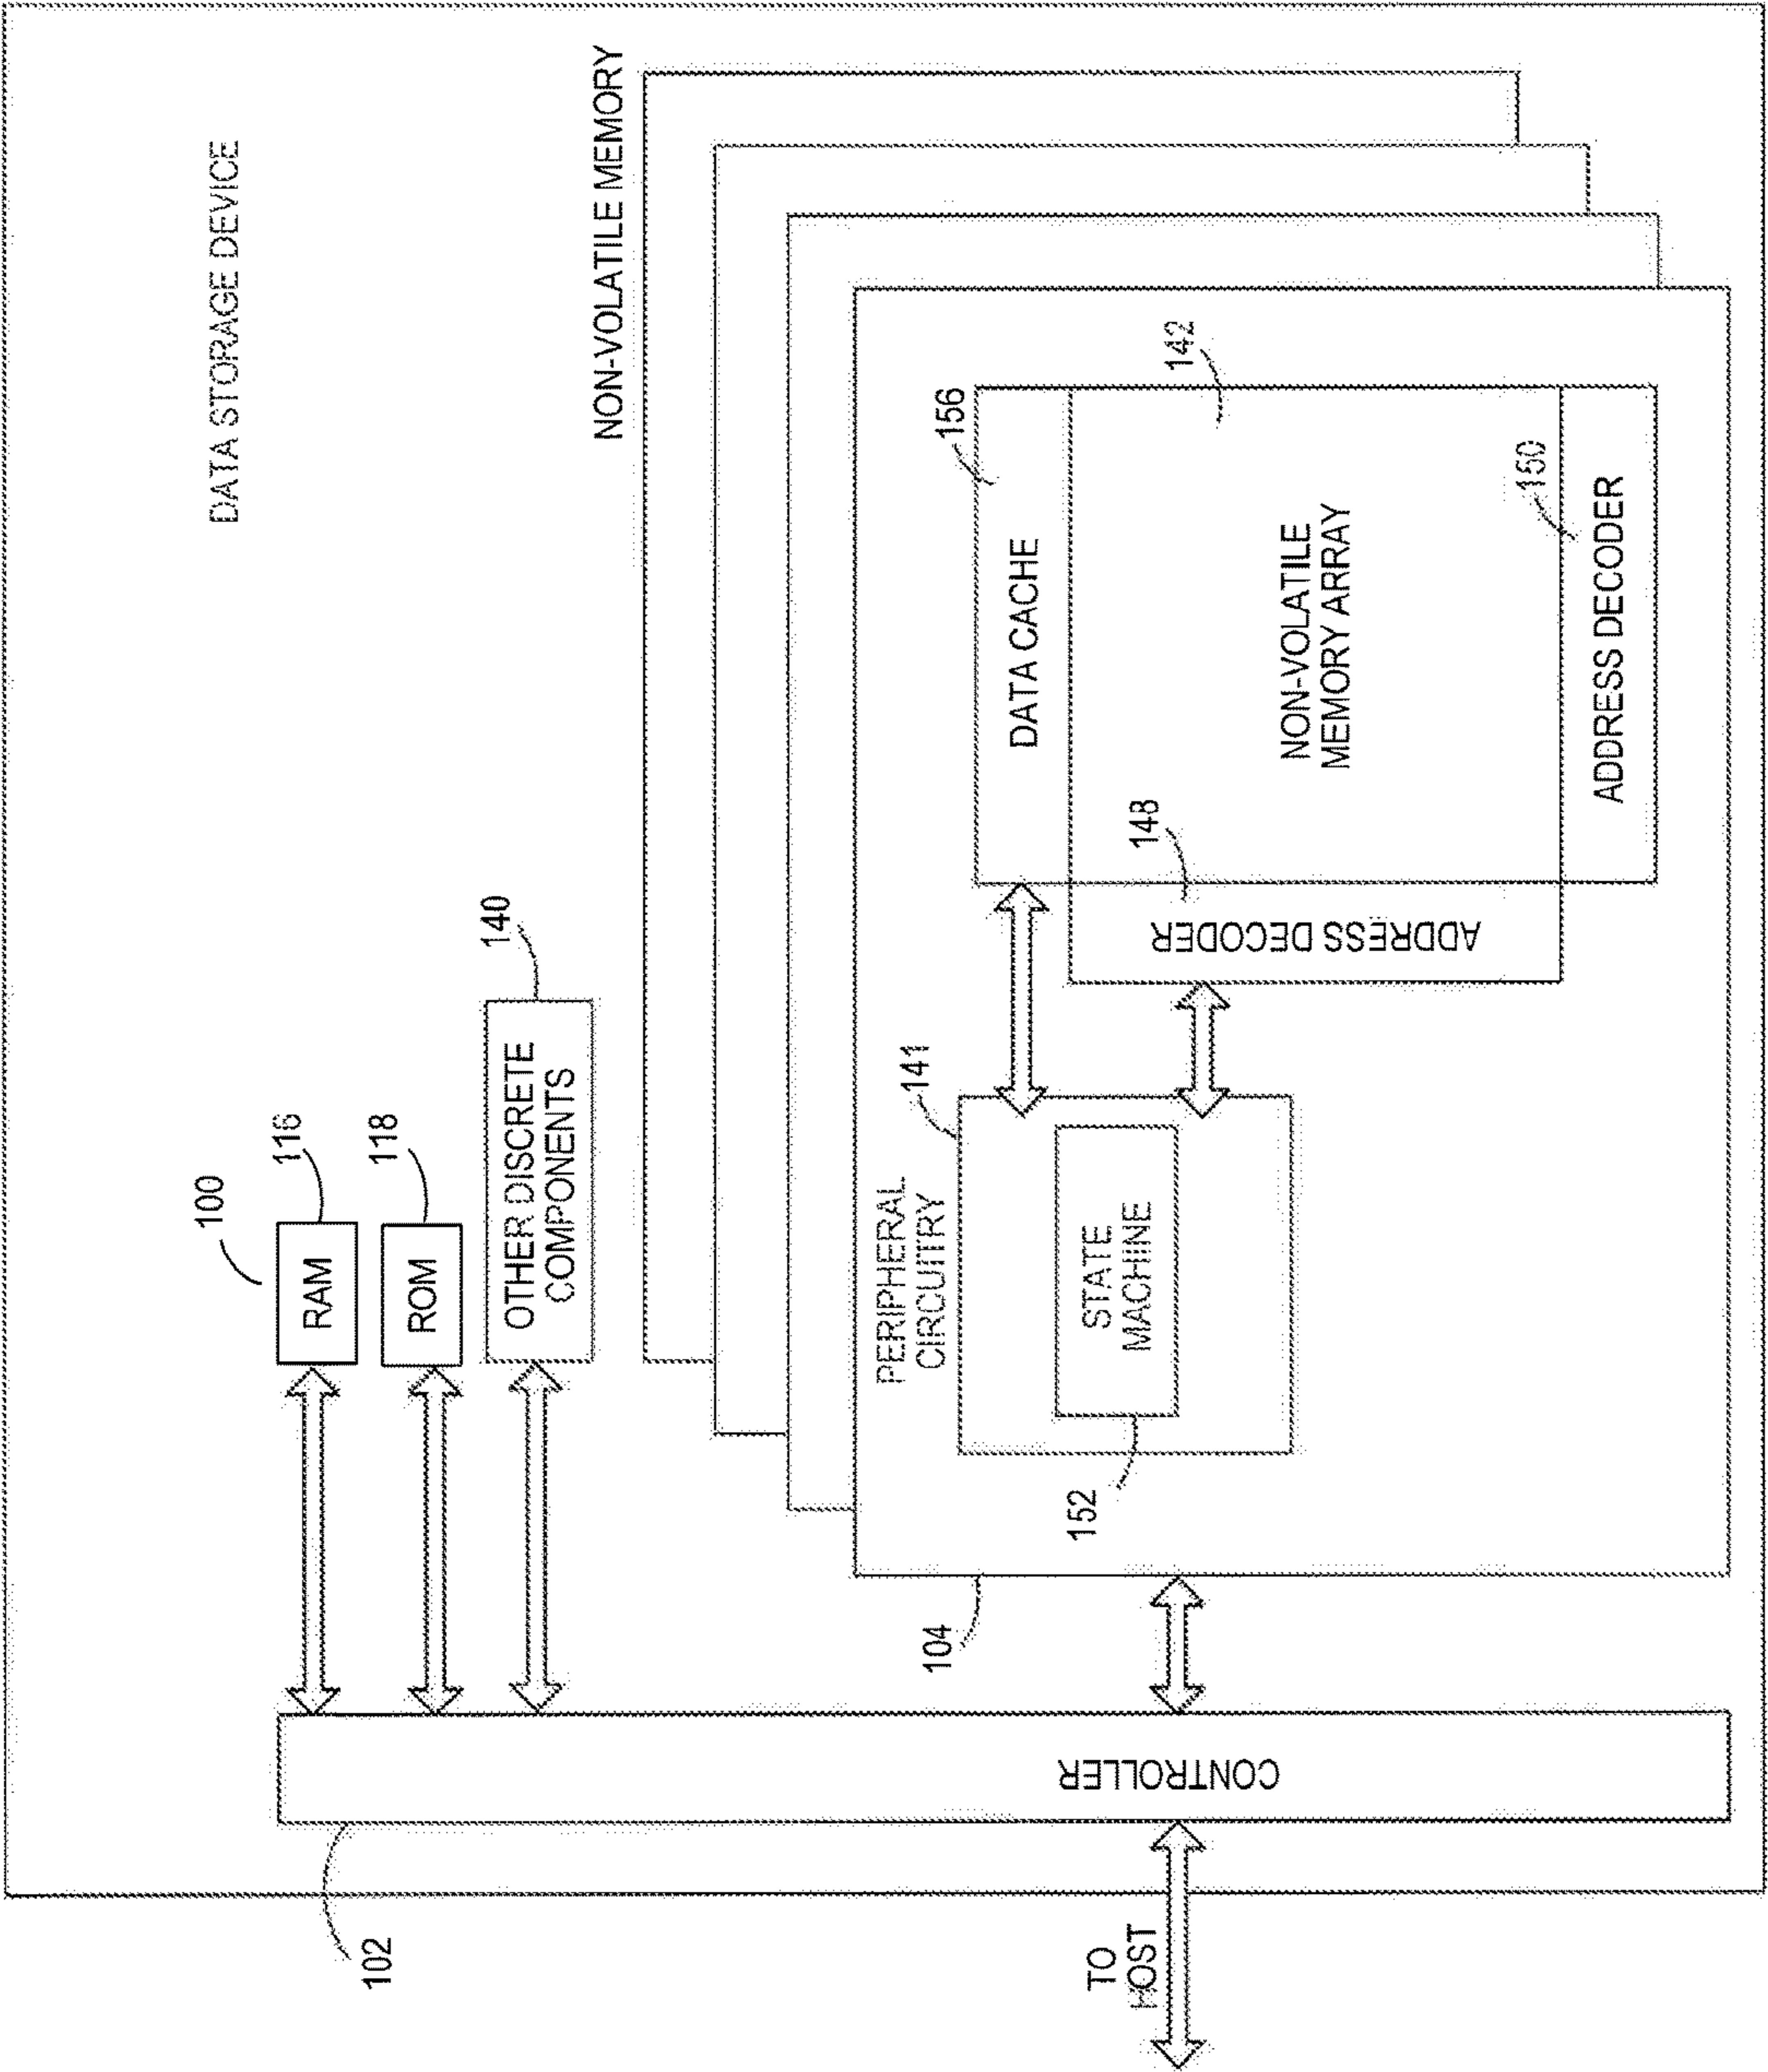 DATA STORAGE DEVICE
100
RAM
116
ROM
118
OTHER DISCRETE
COMPONENTS
140
NON-VOLATILE MEMORY
PERIPHERAL
CIRCUITRY
141
STATE
MACHINE
152
DATA CACHE
156
NON-VOLATILE
MEMORY ARRAY
142
ADDRESS DECODER
148
ADDRESS DECODER
150
104
CONTROLLER
102
TO
HOST